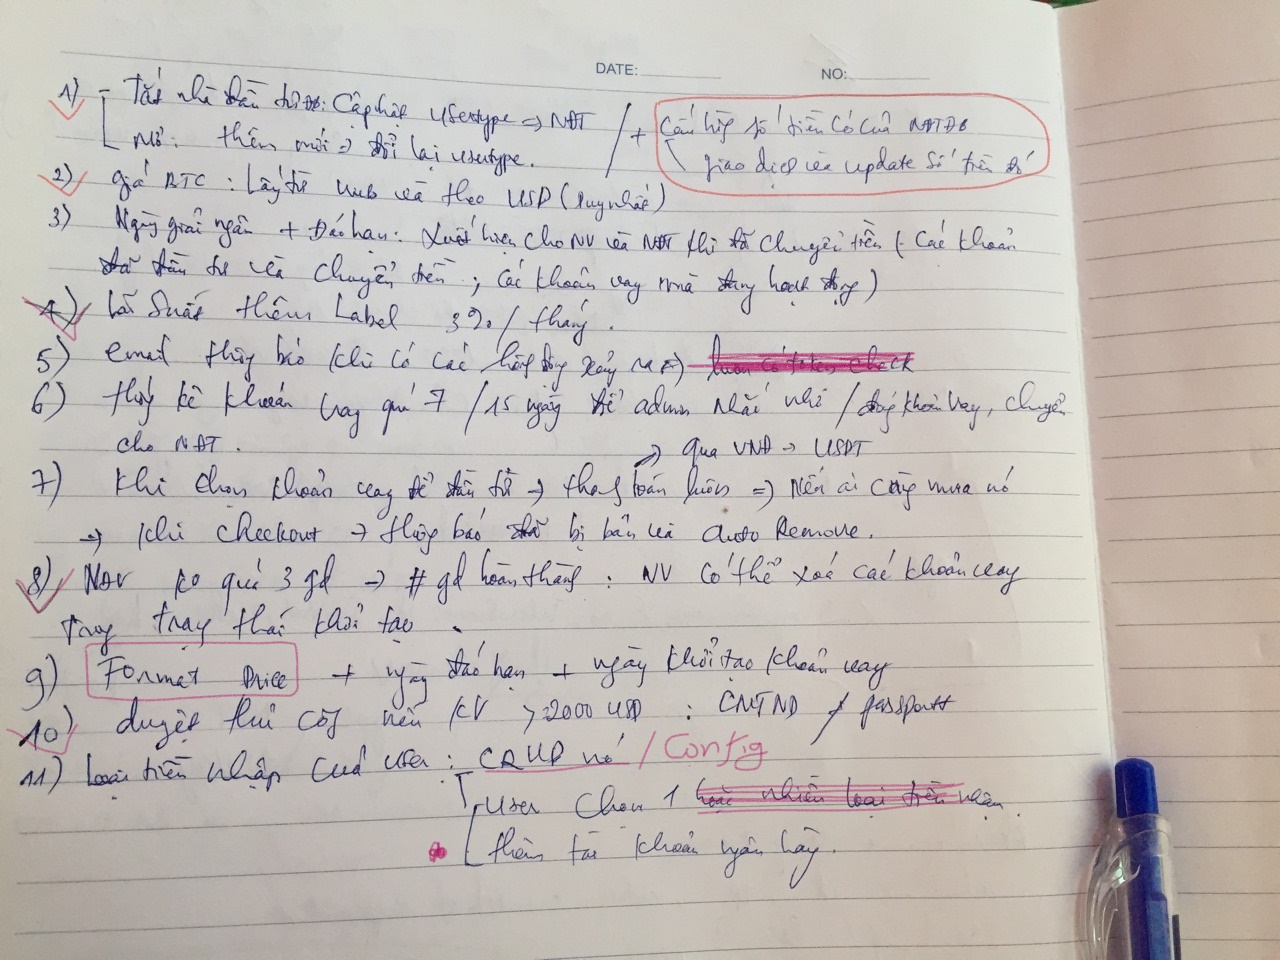 DATE: NO:
1) - Tắt nhà đầu tư ĐB: Cập nhật Usertype => NĐT / + Cấu hình số tiền có của NĐTĐB
Mở: thêm mới => đổi lại usertype. giao dịch và update số tiền đó
2) giá BTC : Lấy từ web và theo USD (duy nhất)
3) Ngày giải ngân + Đáo hạn: Xuất hiện cho NV và NĐT khi đã chuyển tiền (- các khoản
đã đầu tư và chuyển tiền ; các khoản vay mà đang hoạt động)
4) Lãi Suất thêm Label 3%/tháng.
5) email thông báo khi có các hành động xảy ra luôn có token check
6) thống kê khoản vay quá 7 /15 ngày để admin nhắc nhở / đóng khoản vay, chuyển
cho NĐT.
=> qua VNĐ -> USDT
7) Khi chọn khoản vay để đầu tư -> thanh toán luôn => Nếu ai cũng mua nó
-> khi checkout -> thông báo đã bị bán và auto Remove.
8) NĐV ko quá 3 gd -> # gd hoàn thành : NV có thể xoá các khoản vay
trong trạng thái khởi tạo.
9) Format Price + ngày đáo hạn + ngày khởi tạo khoản vay
10) duyệt thủ công nếu KV >2000 USD : CMTND / passport
11) Loại tiền nhập của user : CRUD nó / Config
User chọn 1 hoặc nhiều loại tiền nhận.
thêm tài khoản ngân hàng.